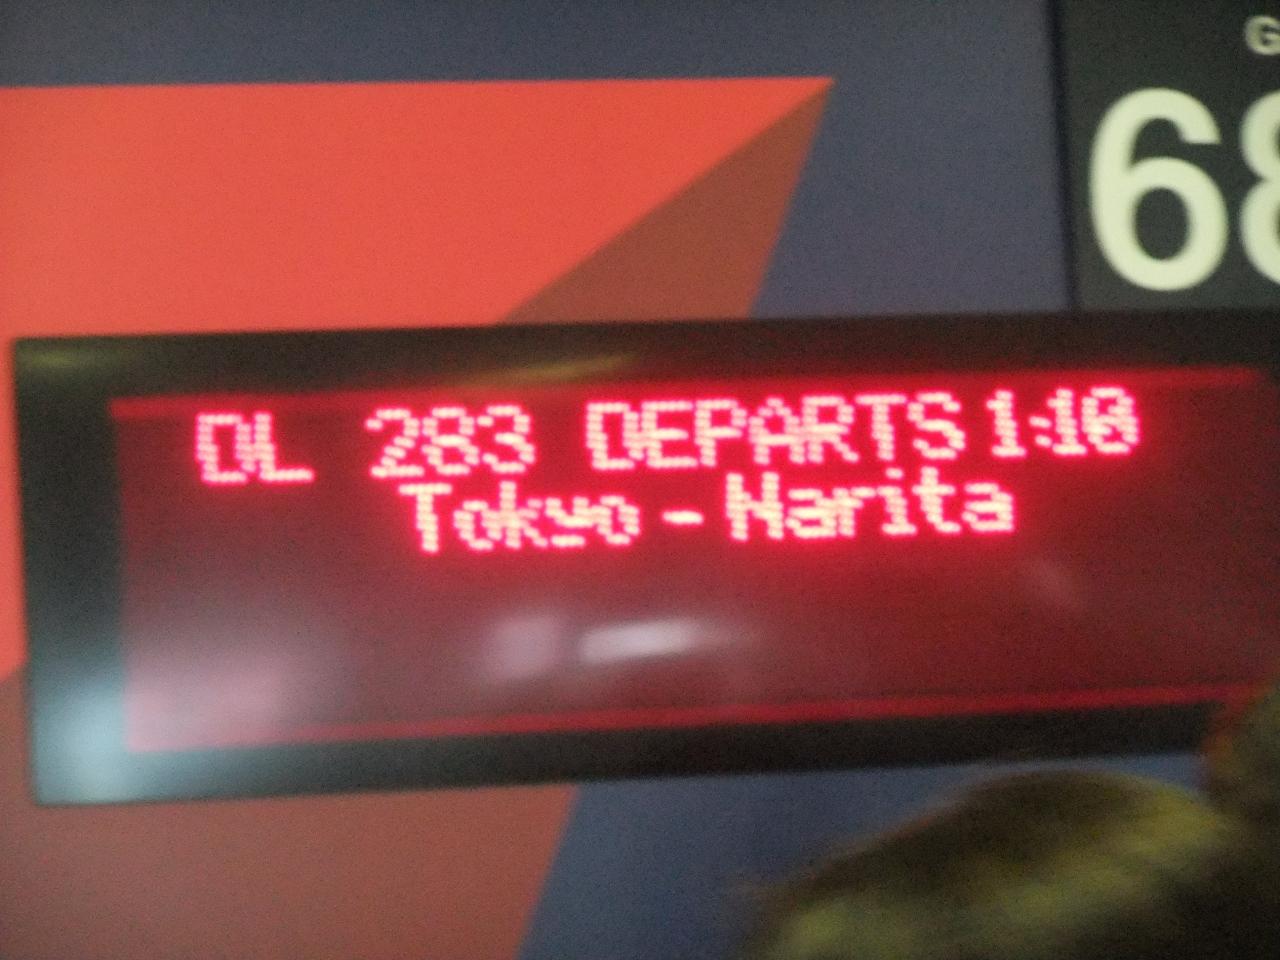 68
DL 283 DEPARTS 1:10
Tokyo - Narita